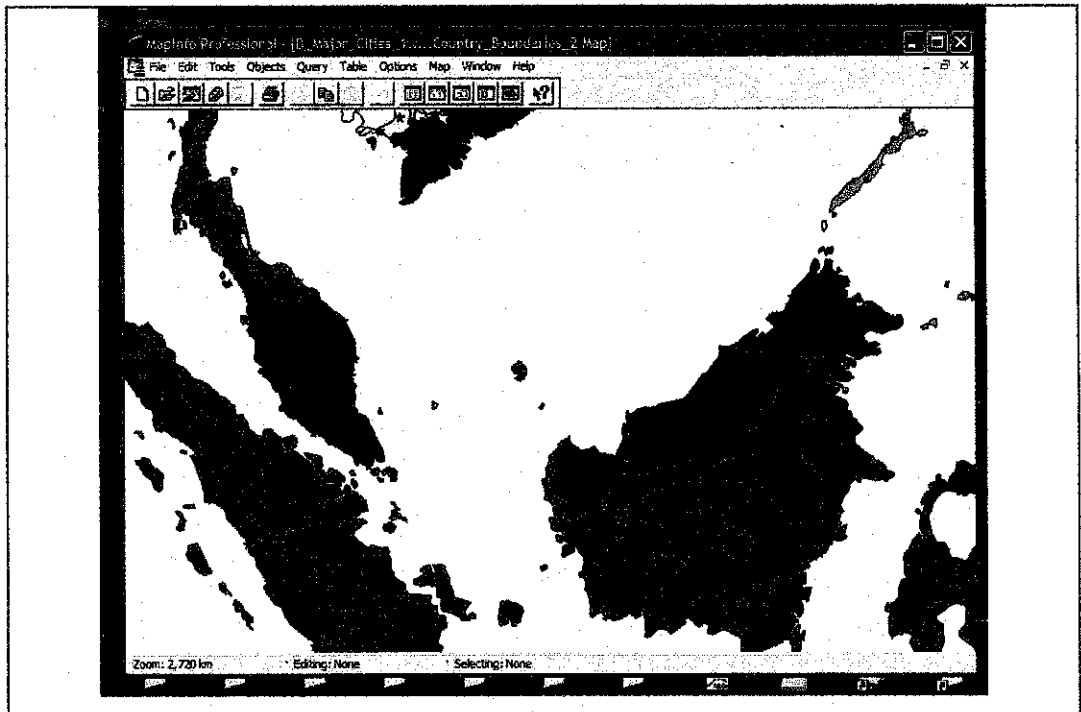 MapInfo Professional - [D_Major_Cities_1,...,Country_Boundaries_2 Map]
File Edit Tools Objects Query Table Options Map Window Help
Zoom: 2,720 km Editing: None Selecting: None